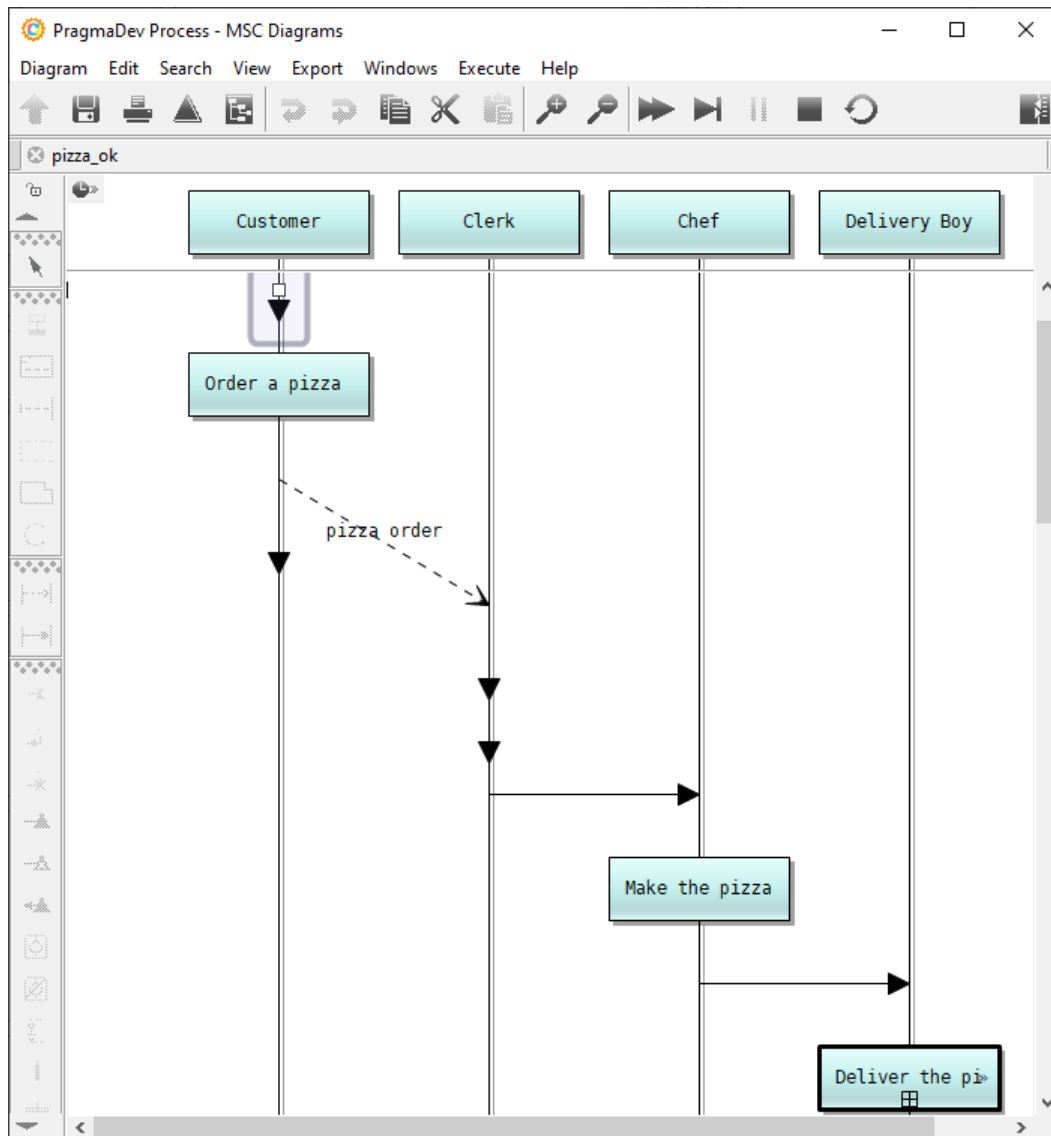 PragmaDev Process - MSC Diagrams
Diagram Edit Search View Export Windows Execute Help
pizza_ok
Customer Clerk Chef Delivery Boy
Order a pizza
pizza order
Make the pizza
Deliver the pi»